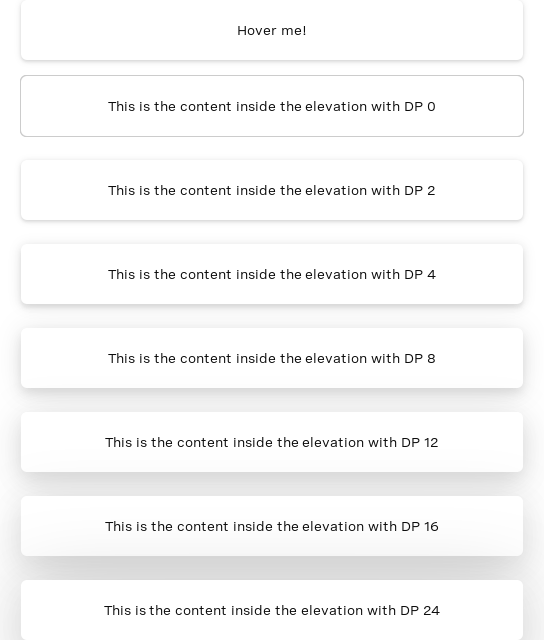 Hover me!
This is the content inside the elevation with DP 0
This is the content inside the elevation with DP 2
This is the content inside the elevation with DP 4
This is the content inside the elevation with DP 8
This is the content inside the elevation with DP 12
This is the content inside the elevation with DP 16
This is the content inside the elevation with DP 24